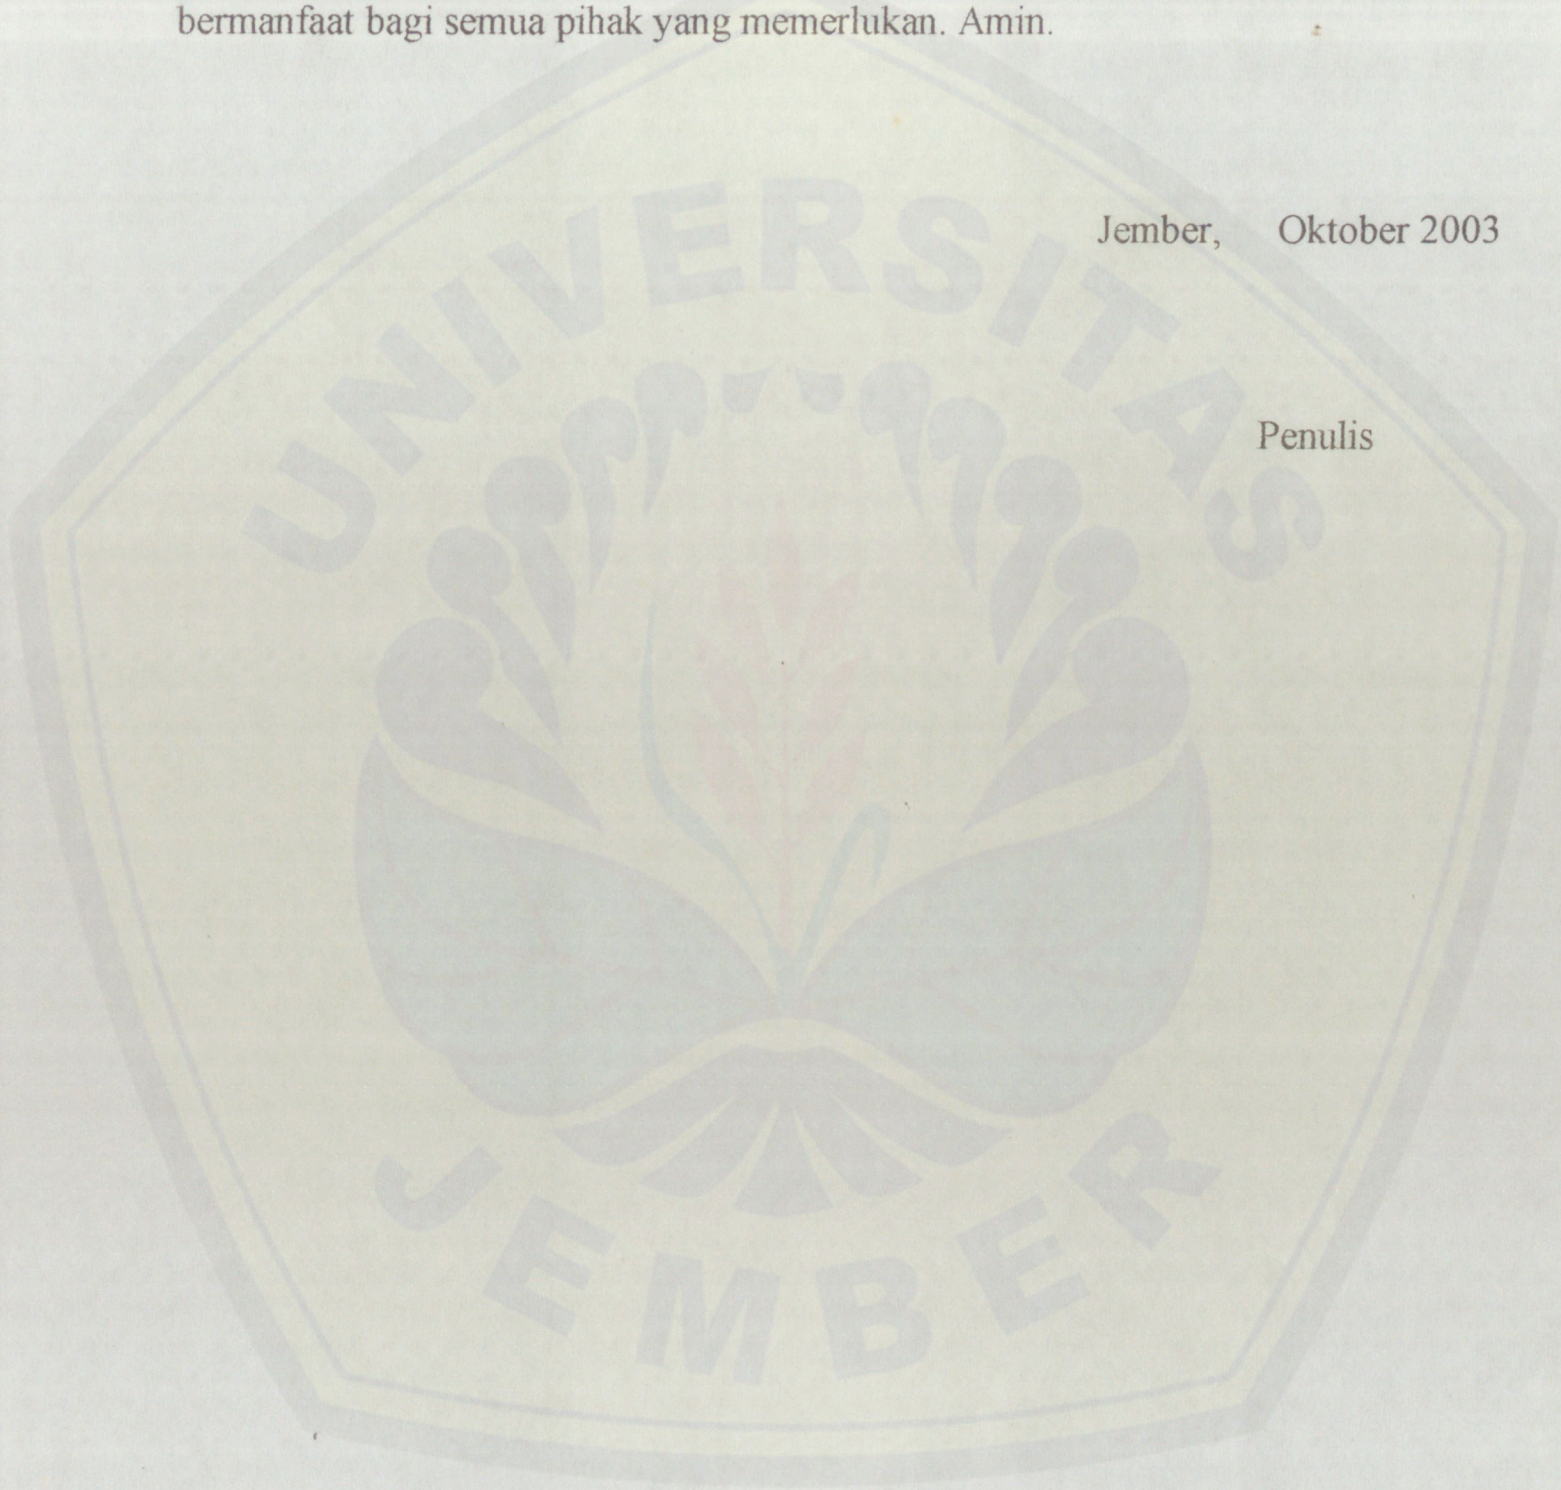 bermanfaat bagi semua pihak yang memerlukan. Amin.
Jember, Oktober 2003
Penulis
UNIVERSITAS
JEMBER